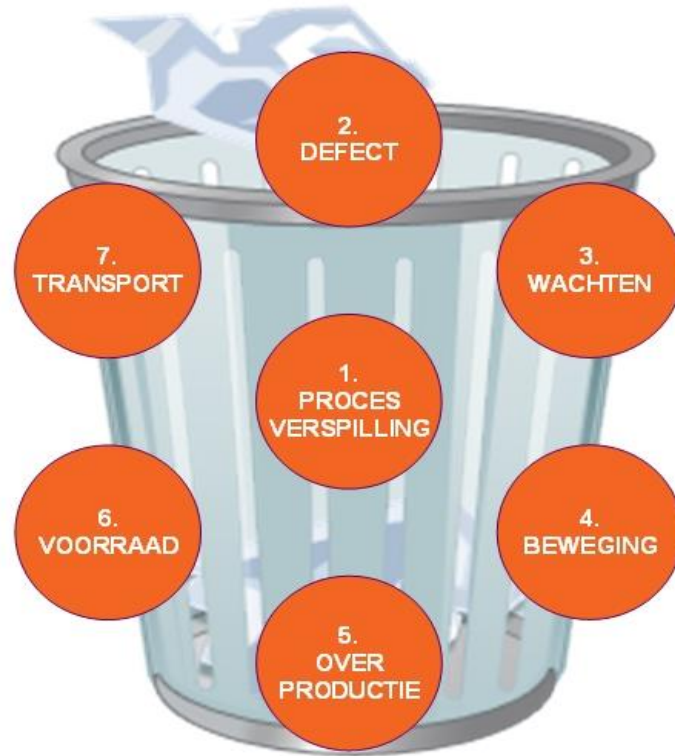 1.
PROCES
VERSPILLING
2.
DEFECT
3.
WACHTEN
4.
BEWEGING
5.
OVER
PRODUCTIE
6.
VOORRAAD
7.
TRANSPORT